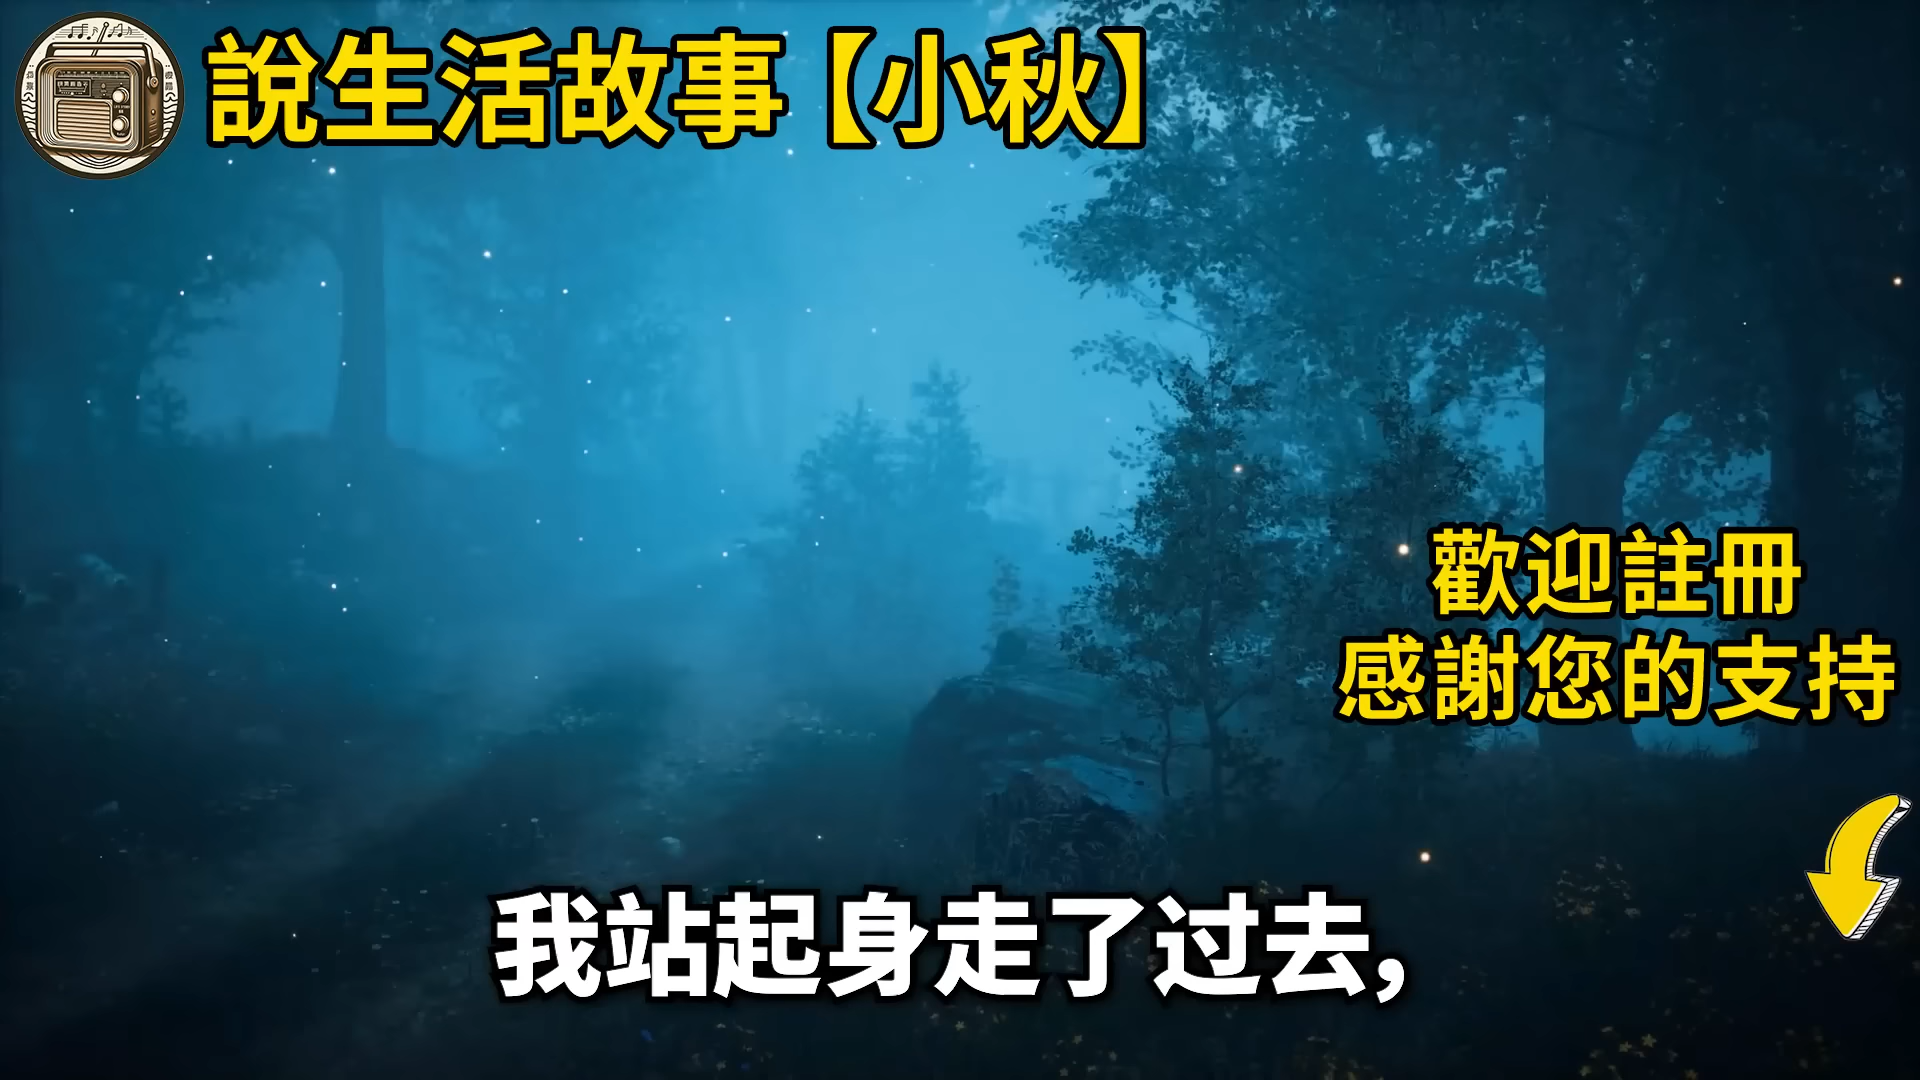 說生活故事【小秋】
歡迎註冊
感謝您的支持
我站起身走了过去,